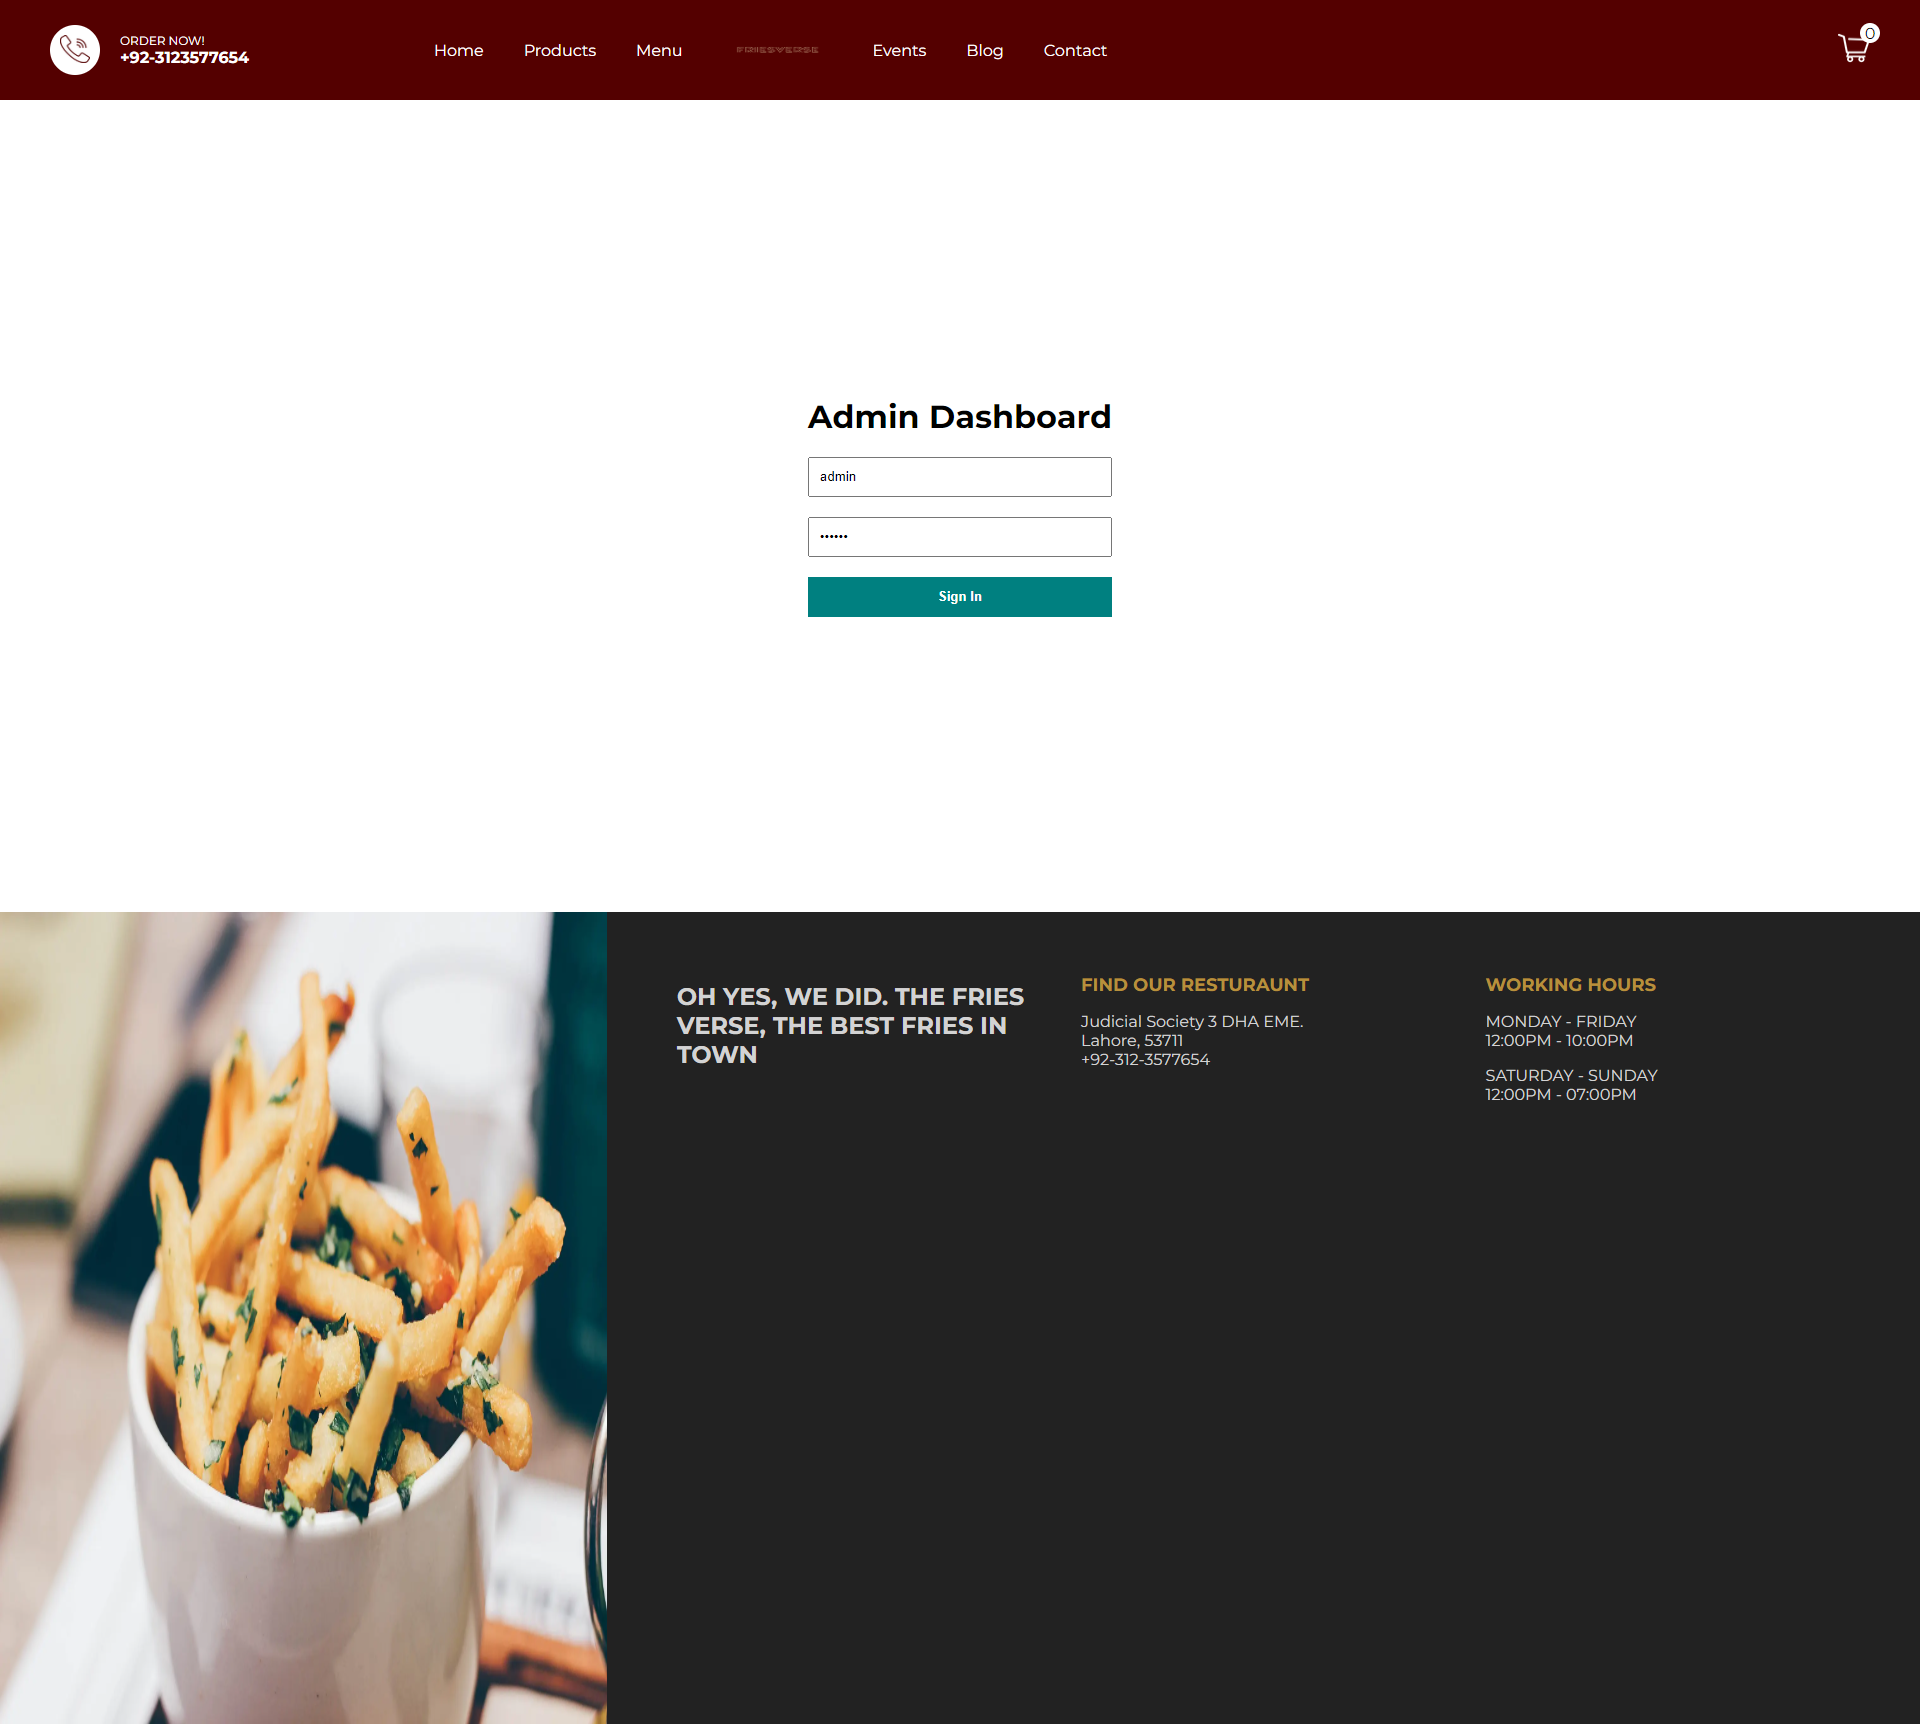 ORDER NOW!
+92-3123577654
Home
Products
Menu
FRIESVERSE
Events
Blog
Contact
0
Admin Dashboard
admin
••••••
Sign In
OH YES, WE DID. THE FRIES
VERSE, THE BEST FRIES IN
TOWN
FIND OUR RESTURAUNT
Judicial Society 3 DHA EME.
Lahore, 53711
+92-312-3577654
WORKING HOURS
MONDAY - FRIDAY
12:00PM - 10:00PM
SATURDAY - SUNDAY
12:00PM - 07:00PM